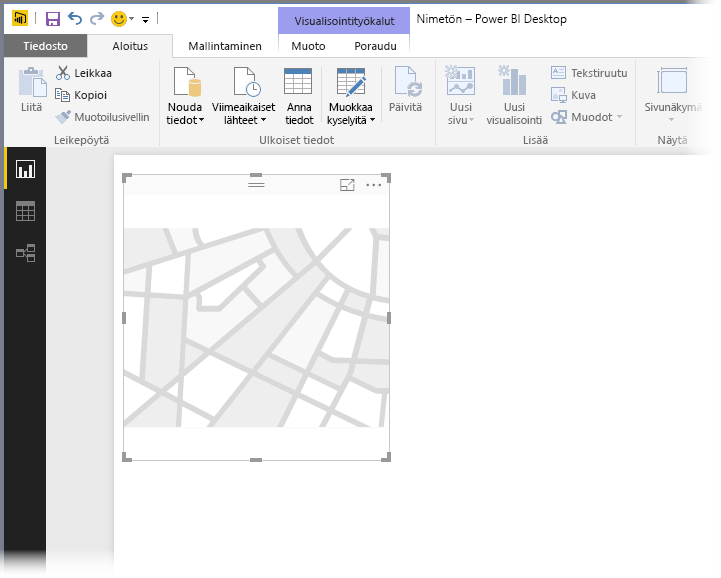 Visualisointityökalut
Nimetön – Power BI Desktop
Tiedosto Aloitus Mallintaminen Muoto Poraudu
Liitä
Leikkaa
Kopioi
Muotoilusivellin
Leikepöytä
Nouda tiedot
Viimeaikaiset lähteet
Anna tiedot
Muokkaa kyselyitä
Päivitä
Ulkoiset tiedot
Uusi sivu
Uusi visualisointi
Tekstiruutu
Kuva
Muodot
Lisää
Sivunäkymä
Näytä